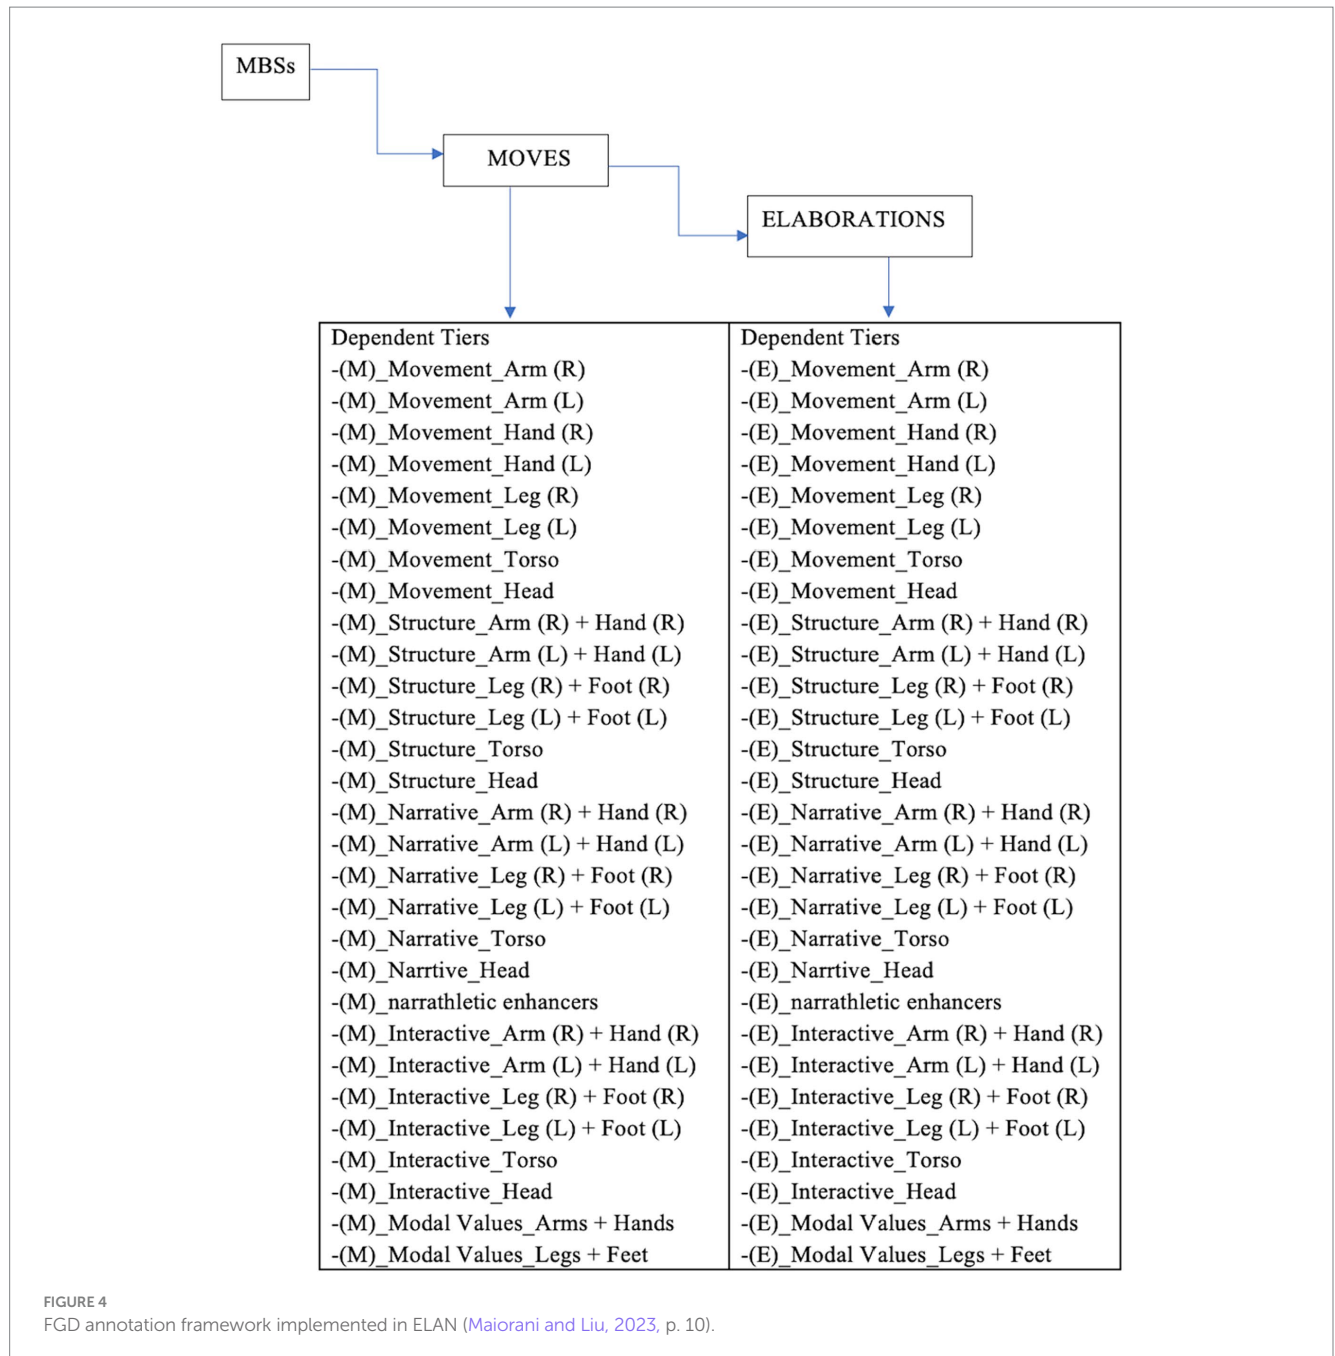 MBSs
MOVES
ELABORATIONS
Dependent Tiers
-(M)_Movement_Arm (R)
-(M)_Movement_Arm (L)
-(M)_Movement_Hand (R)
-(M)_Movement_Hand (L)
-(M)_Movement_Leg (R)
-(M)_Movement_Leg (L)
-(M)_Movement_Torso
-(M)_Movement_Head
-(M)_Structure_Arm (R) + Hand (R)
-(M)_Structure_Arm (L) + Hand (L)
-(M)_Structure_Leg (R) + Foot (R)
-(M)_Structure_Leg (L) + Foot (L)
-(M)_Structure_Torso
-(M)_Structure_Head
-(M)_Narrative_Arm (R) + Hand (R)
-(M)_Narrative_Arm (L) + Hand (L)
-(M)_Narrative_Leg (R) + Foot (R)
-(M)_Narrative_Leg (L) + Foot (L)
-(M)_Narrative_Torso
-(M)_Narrtive_Head
-(M)_narrathletic enhancers
-(M)_Interactive_Arm (R) + Hand (R)
-(M)_Interactive_Arm (L) + Hand (L)
-(M)_Interactive_Leg (R) + Foot (R)
-(M)_Interactive_Leg (L) + Foot (L)
-(M)_Interactive_Torso
-(M)_Interactive_Head
-(M)_Modal Values_Arms + Hands
-(M)_Modal Values_Legs + Feet
Dependent Tiers
-(E)_Movement_Arm (R)
-(E)_Movement_Arm (L)
-(E)_Movement_Hand (R)
-(E)_Movement_Hand (L)
-(E)_Movement_Leg (R)
-(E)_Movement_Leg (L)
-(E)_Movement_Torso
-(E)_Movement_Head
-(E)_Structure_Arm (R) + Hand (R)
-(E)_Structure_Arm (L) + Hand (L)
-(E)_Structure_Leg (R) + Foot (R)
-(E)_Structure_Leg (L) + Foot (L)
-(E)_Structure_Torso
-(E)_Structure_Head
-(E)_Narrative_Arm (R) + Hand (R)
-(E)_Narrative_Arm (L) + Hand (L)
-(E)_Narrative_Leg (R) + Foot (R)
-(E)_Narrative_Leg (L) + Foot (L)
-(E)_Narrative_Torso
-(E)_Narrtive_Head
-(E)_narrathletic enhancers
-(E)_Interactive_Arm (R) + Hand (R)
-(E)_Interactive_Arm (L) + Hand (L)
-(E)_Interactive_Leg (R) + Foot (R)
-(E)_Interactive_Leg (L) + Foot (L)
-(E)_Interactive_Torso
-(E)_Interactive_Head
-(E)_Modal Values_Arms + Hands
-(E)_Modal Values_Legs + Feet
FIGURE 4
FGD annotation framework implemented in ELAN (Maiorani and Liu, 2023, p. 10).